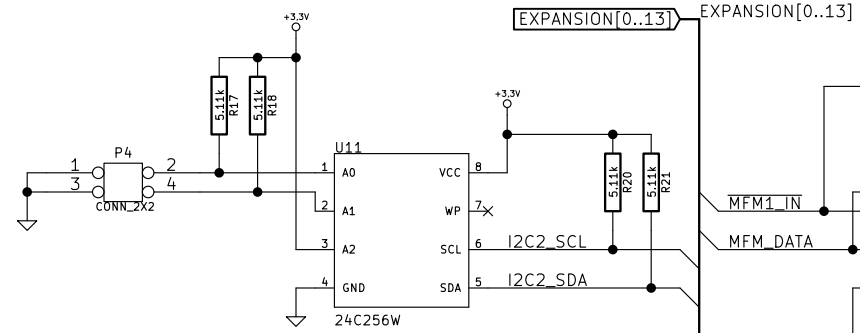 +3.3V
EXPANSION[0..13]
EXPANSION[0..13]
5.11k
R17
5.11k
R18
+3.3V
P4
1
2
3
4
CONN_2X2
U11
1
A0
VCC
8
2
A1
WP
7
3
A2
SCL
6
4
GND
SDA
5
24C256W
5.11k
R20
5.11k
R21
I2C2_SCL
I2C2_SDA
MFM1_IN
MFM_DATA